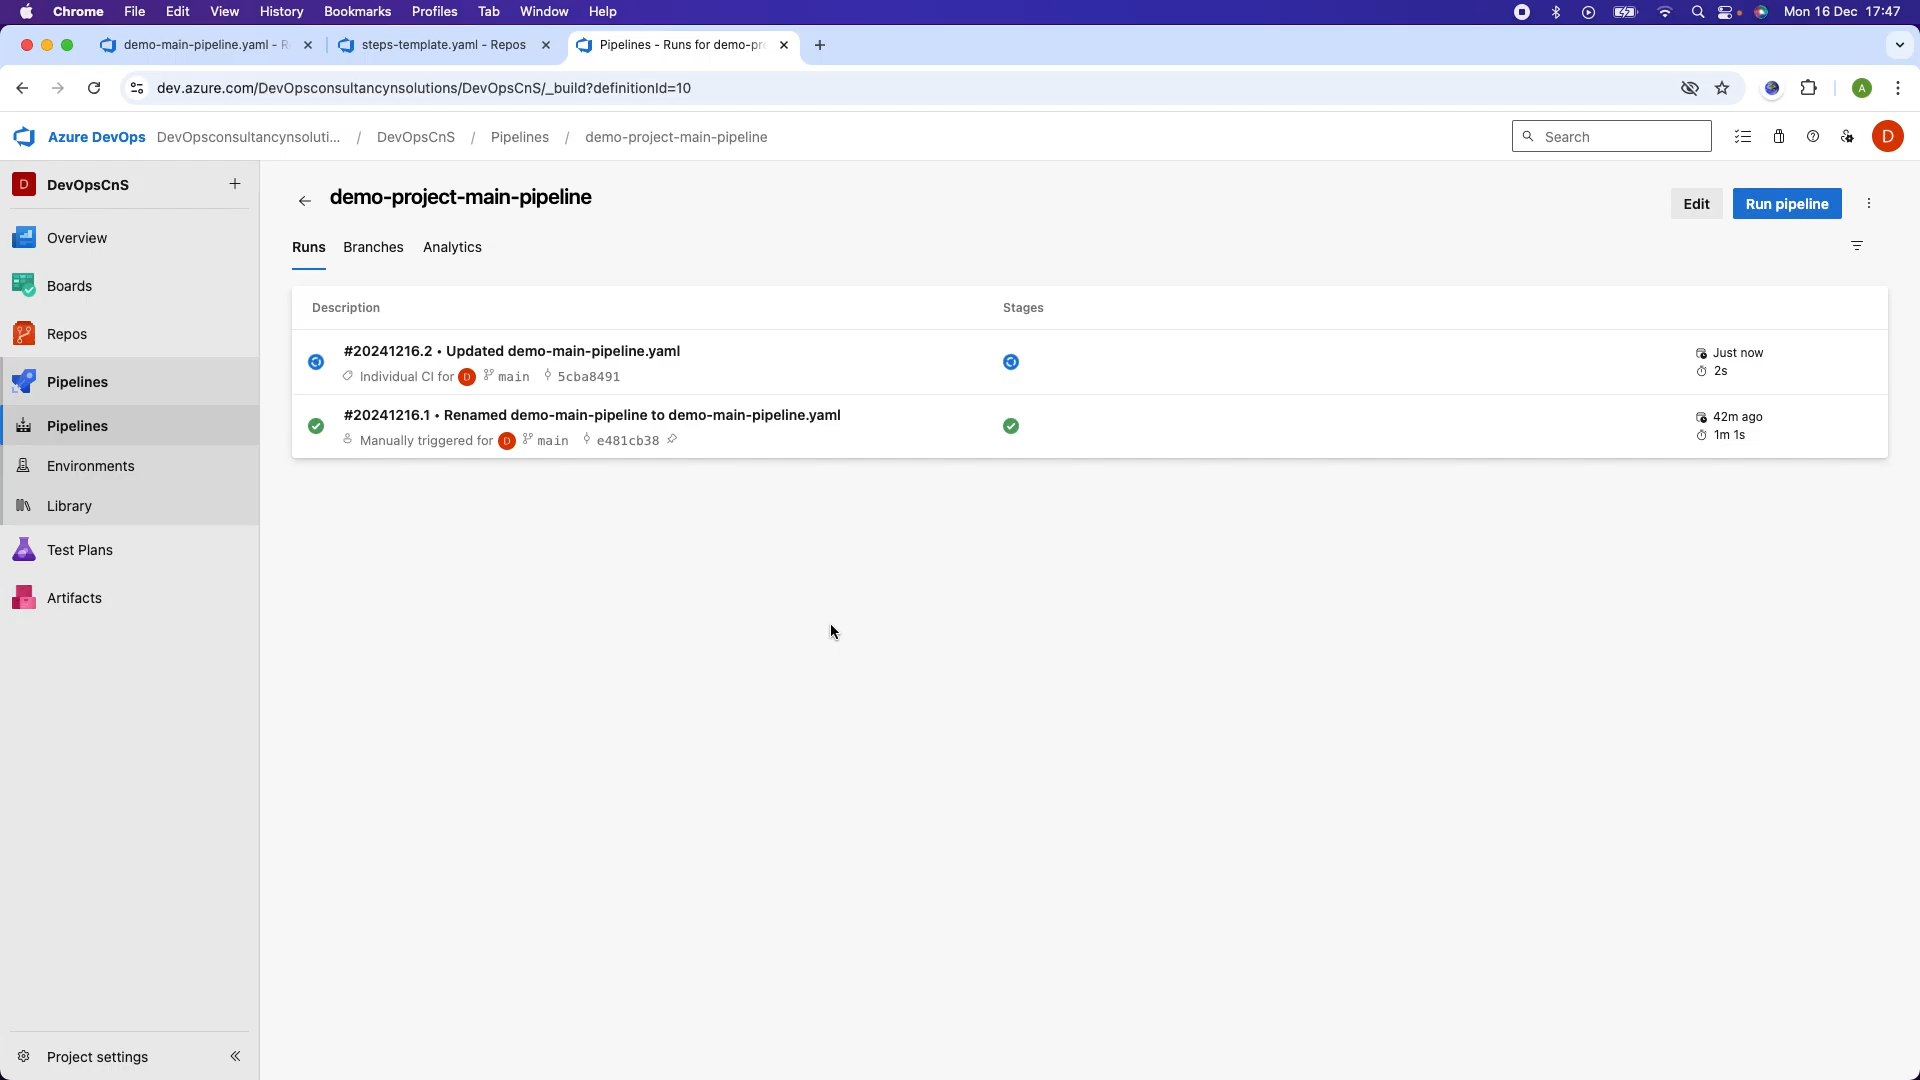 Chrome File Edit View History Bookmarks Profiles Tab Window Help Mon 16 Dec 17:47
demo-main-pipeline.yaml - R steps-template.yaml - Repos Pipelines - Runs for demo-pr
dev.azure.com/DevOpsconsultancynsolutions/DevOpsCnS/_build?definitionId=10 A
Azure DevOps DevOpsconsultancynsoluti... / DevOpsCnS / Pipelines / demo-project-main-pipeline Search D
D DevOpsCnS
Overview
Boards
Repos
Pipelines
Pipelines
Environments
Library
Test Plans
Artifacts
Project settings
demo-project-main-pipeline Edit Run pipeline
Runs Branches Analytics
Description Stages
#20241216.2 • Updated demo-main-pipeline.yaml Just now
Individual CI for D main 5cba8491 2s
#20241216.1 • Renamed demo-main-pipeline to demo-main-pipeline.yaml 42m ago
Manually triggered for D main e481cb38 1m 1s